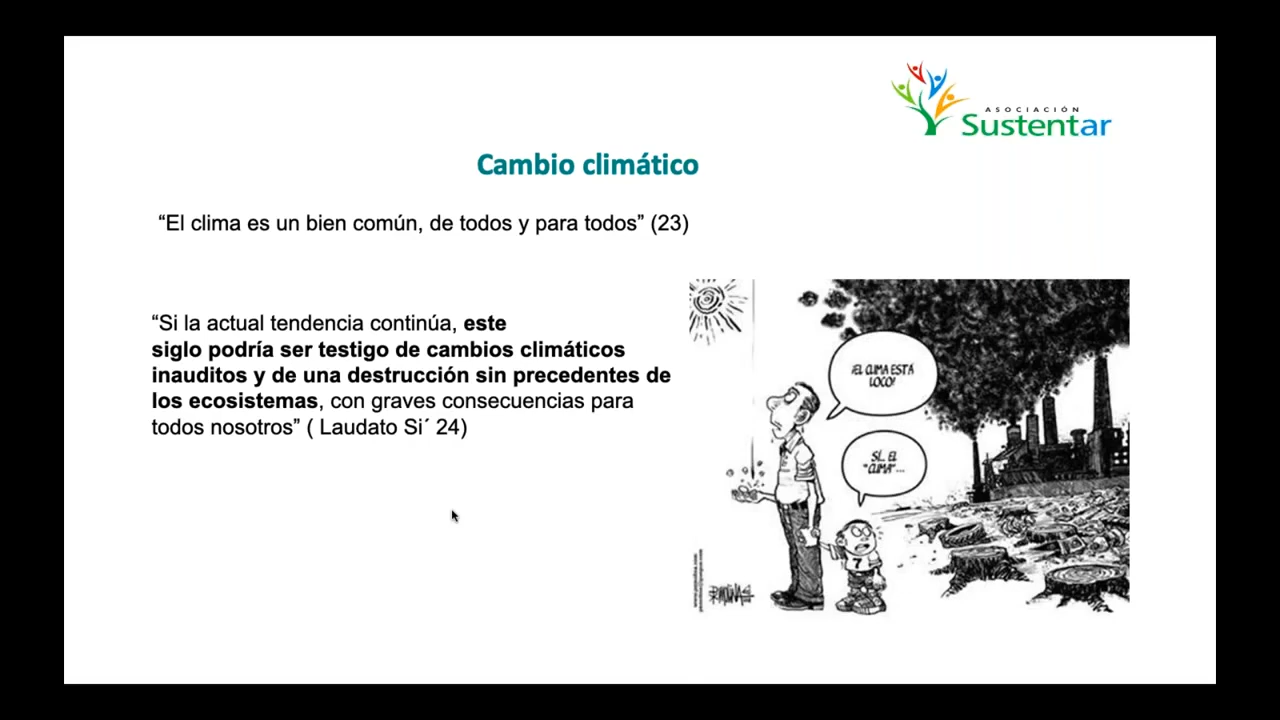 ASOCIACIÓN
Sustentar
Cambio climático
“El clima es un bien común, de todos y para todos” (23)
“Si la actual tendencia continúa, este
siglo podría ser testigo de cambios climáticos
inauditos y de una destrucción sin precedentes de
los ecosistemas, con graves consecuencias para
todos nosotros” ( Laudato Si´ 24)
¡EL CLIMA ESTÁ
LOCO!
SÍ... EL
"CLIMA"...
7